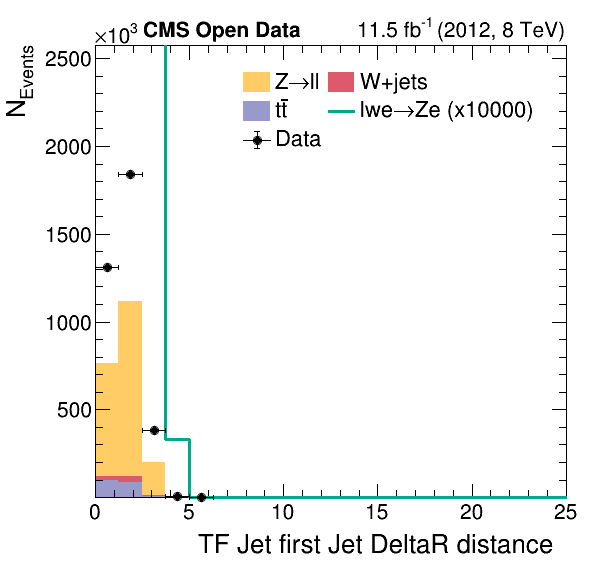 ×10³ CMS Open Data 11.5 fb⁻¹ (2012, 8 TeV)
N_Events
2500
2000
1500
1000
500
Z→ll W+jets
tt̄ lwe→Ze (x10000)
Data
0 5 10 15 20 25
TF Jet first Jet DeltaR distance